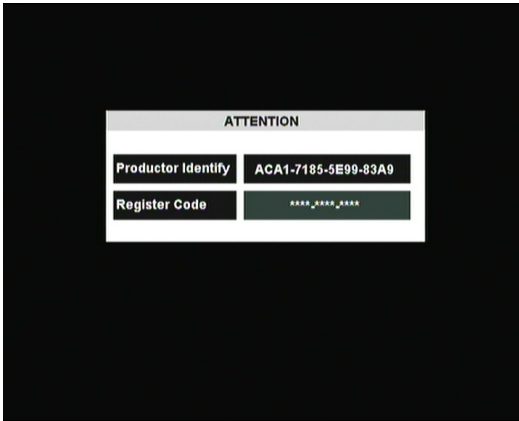 ATTENTION
Productor Identify ACA1-7185-5E99-83A9
Register Code ****-****-****